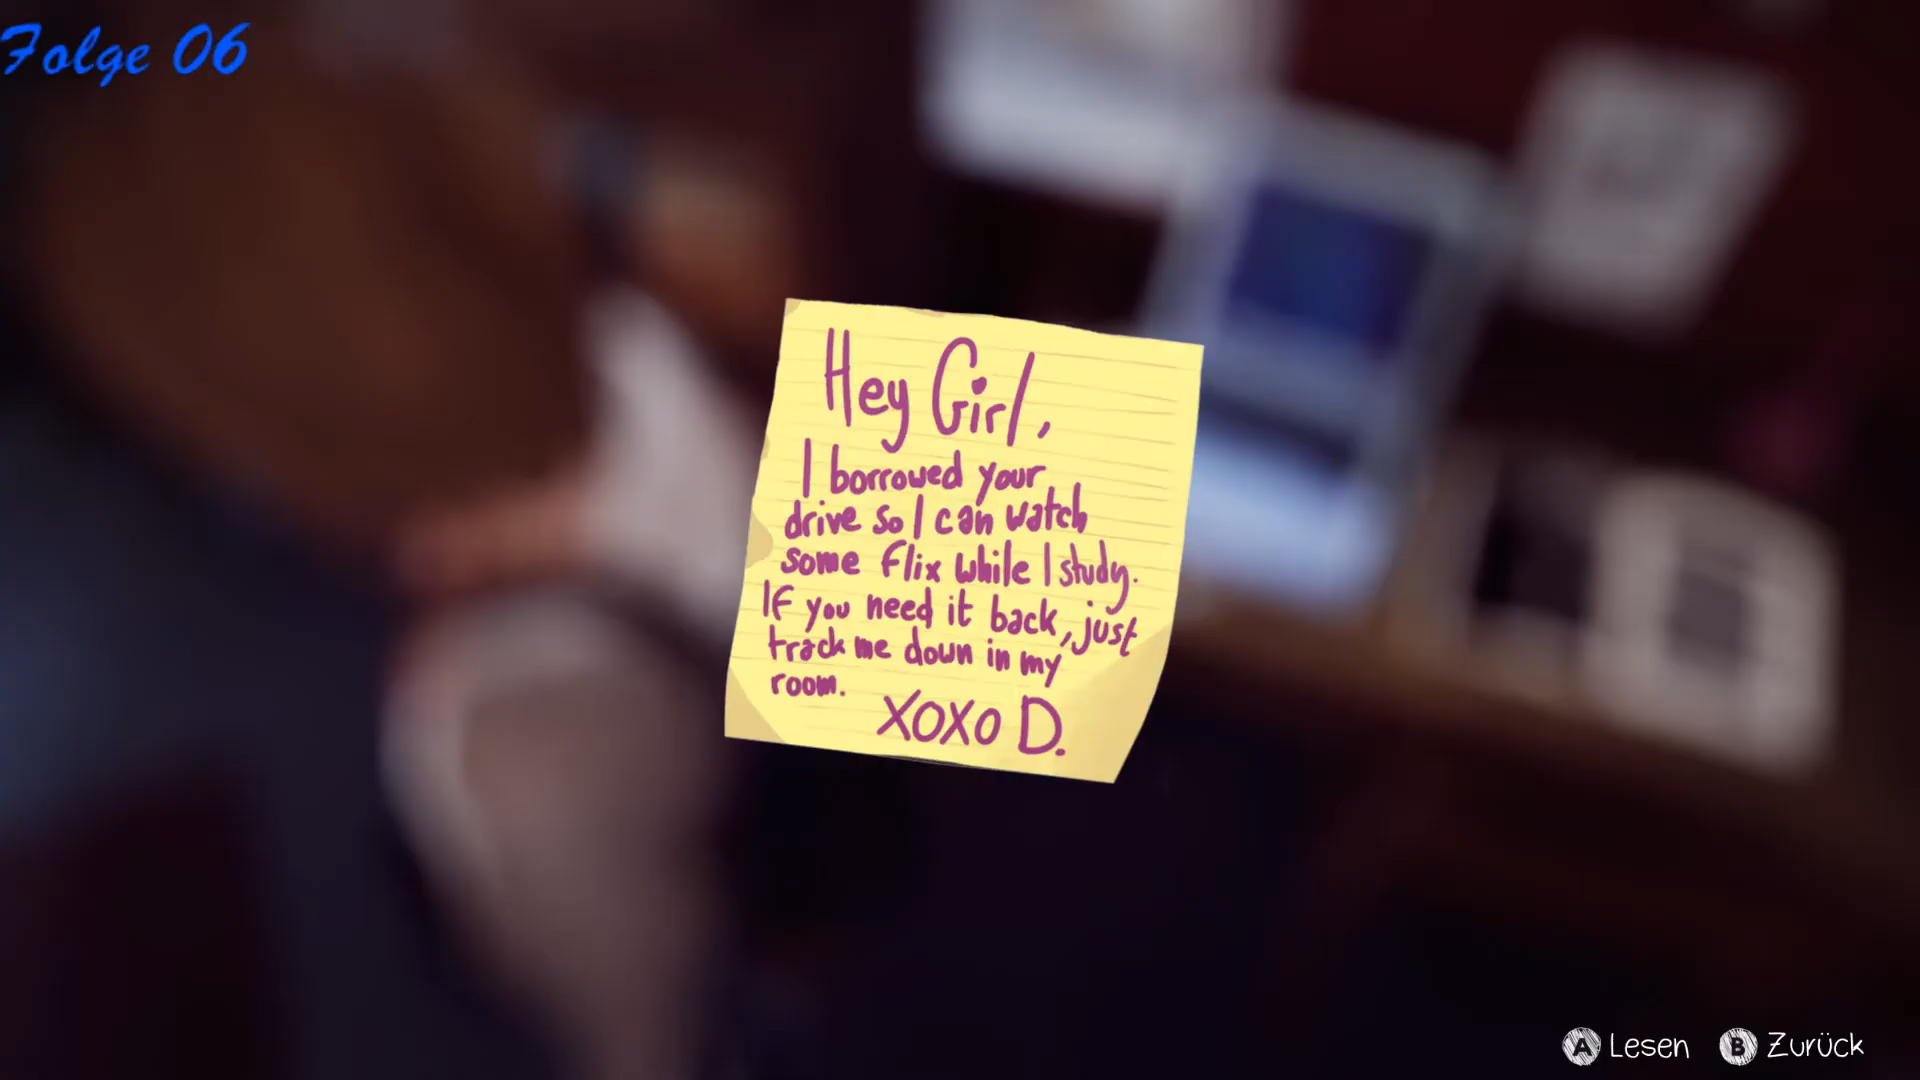 Folge 06
Hey Girl,
I borrowed your
drive so I can watch
some flix while I study.
If you need it back, just
track me down in my
room.
XOXO D.
A Lesen B Zurück